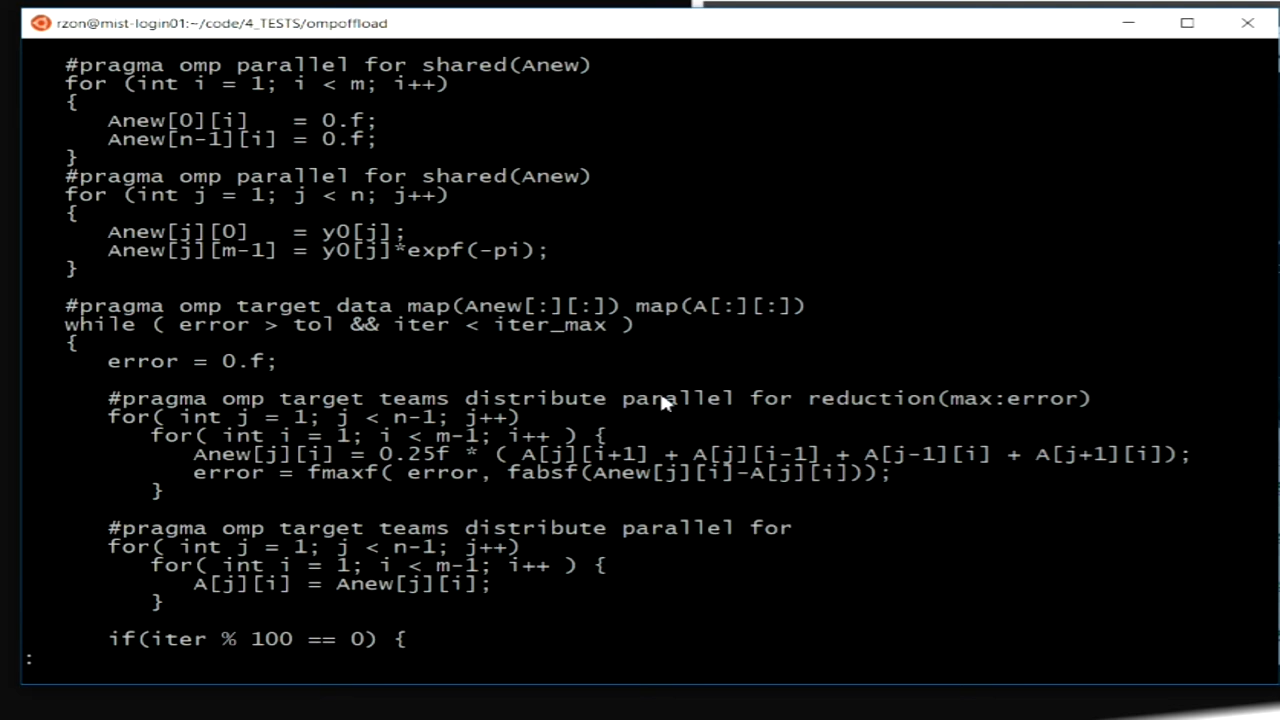 rzon@mist-login01:~/code/4_TESTS/ompoffload
#pragma omp parallel for shared(Anew)
for (int i = 1; i < m; i++)
{
Anew[0][i]   = 0.f;
Anew[n-1][i] = 0.f;
}
#pragma omp parallel for shared(Anew)
for (int j = 1; j < n; j++)
{
Anew[j][0]   = y0[j];
Anew[j][m-1] = y0[j]*expf(-pi);
}
#pragma omp target data map(Anew[:][:]) map(A[:][:])
while ( error > tol && iter < iter_max )
{
error = 0.f;
#pragma omp target teams distribute parallel for reduction(max:error)
for( int j = 1; j < n-1; j++)
for( int i = 1; i < m-1; i++ ) {
Anew[j][i] = 0.25f * ( A[j][i+1] + A[j][i-1] + A[j-1][i] + A[j+1][i]);
error = fmaxf( error, fabsf(Anew[j][i]-A[j][i]));
}
#pragma omp target teams distribute parallel for
for( int j = 1; j < n-1; j++)
for( int i = 1; i < m-1; i++ ) {
A[j][i] = Anew[j][i];
}
if(iter % 100 == 0) {
: